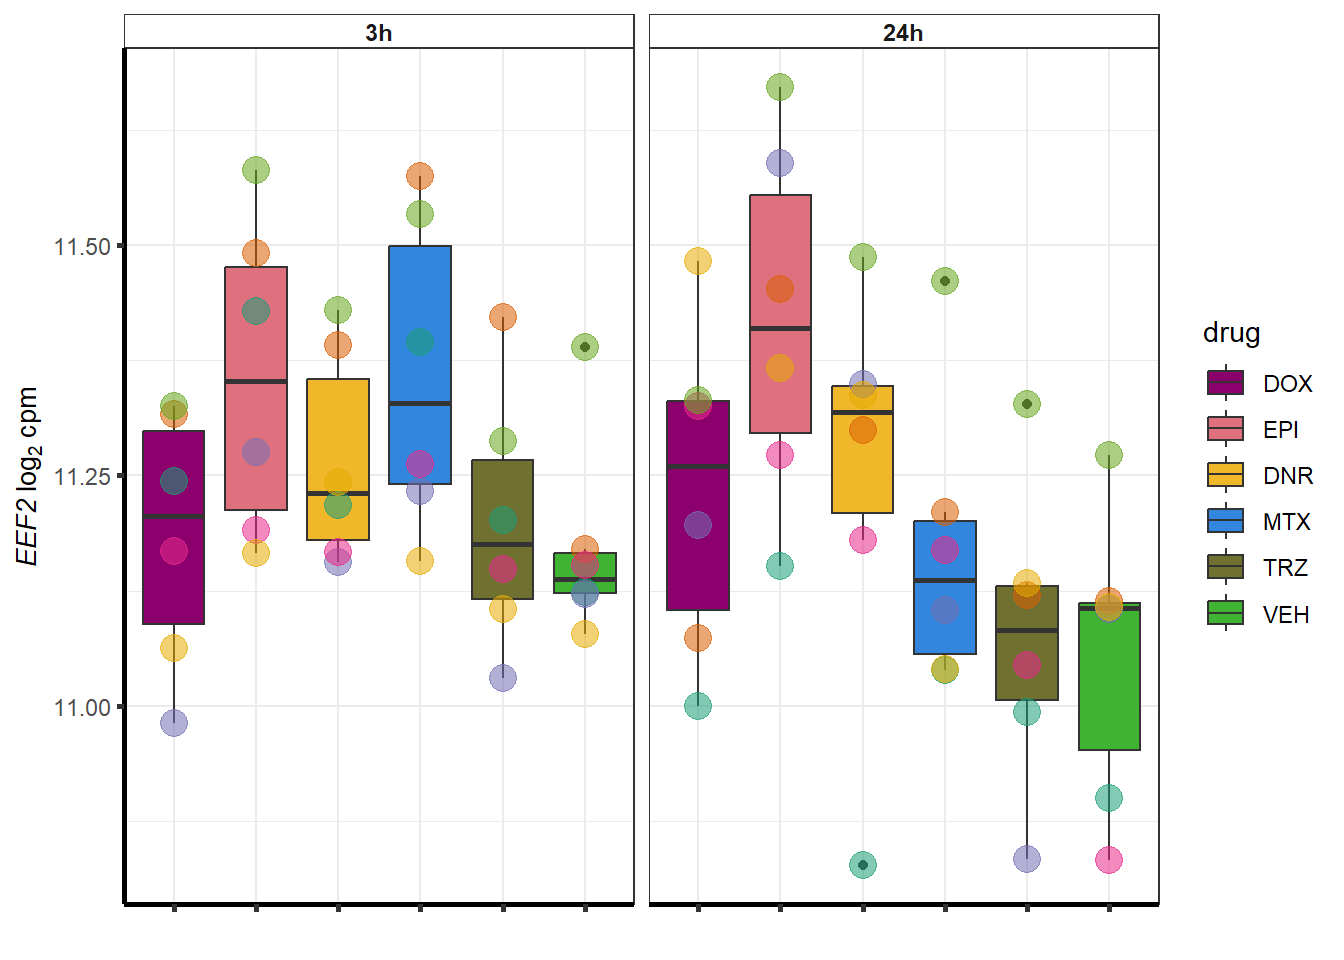 3h
24h
11.50
11.25
11.00
EEF2 log₂ cpm
drug
DOX
EPI
DNR
MTX
TRZ
VEH